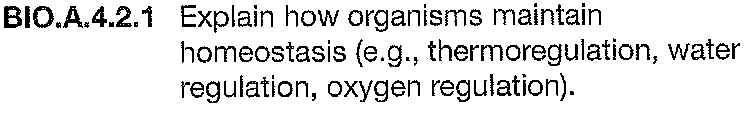 BIO.A.4.2.1 Explain how organisms maintain
homeostasis (e.g., thermoregulation, water
regulation, oxygen regulation).